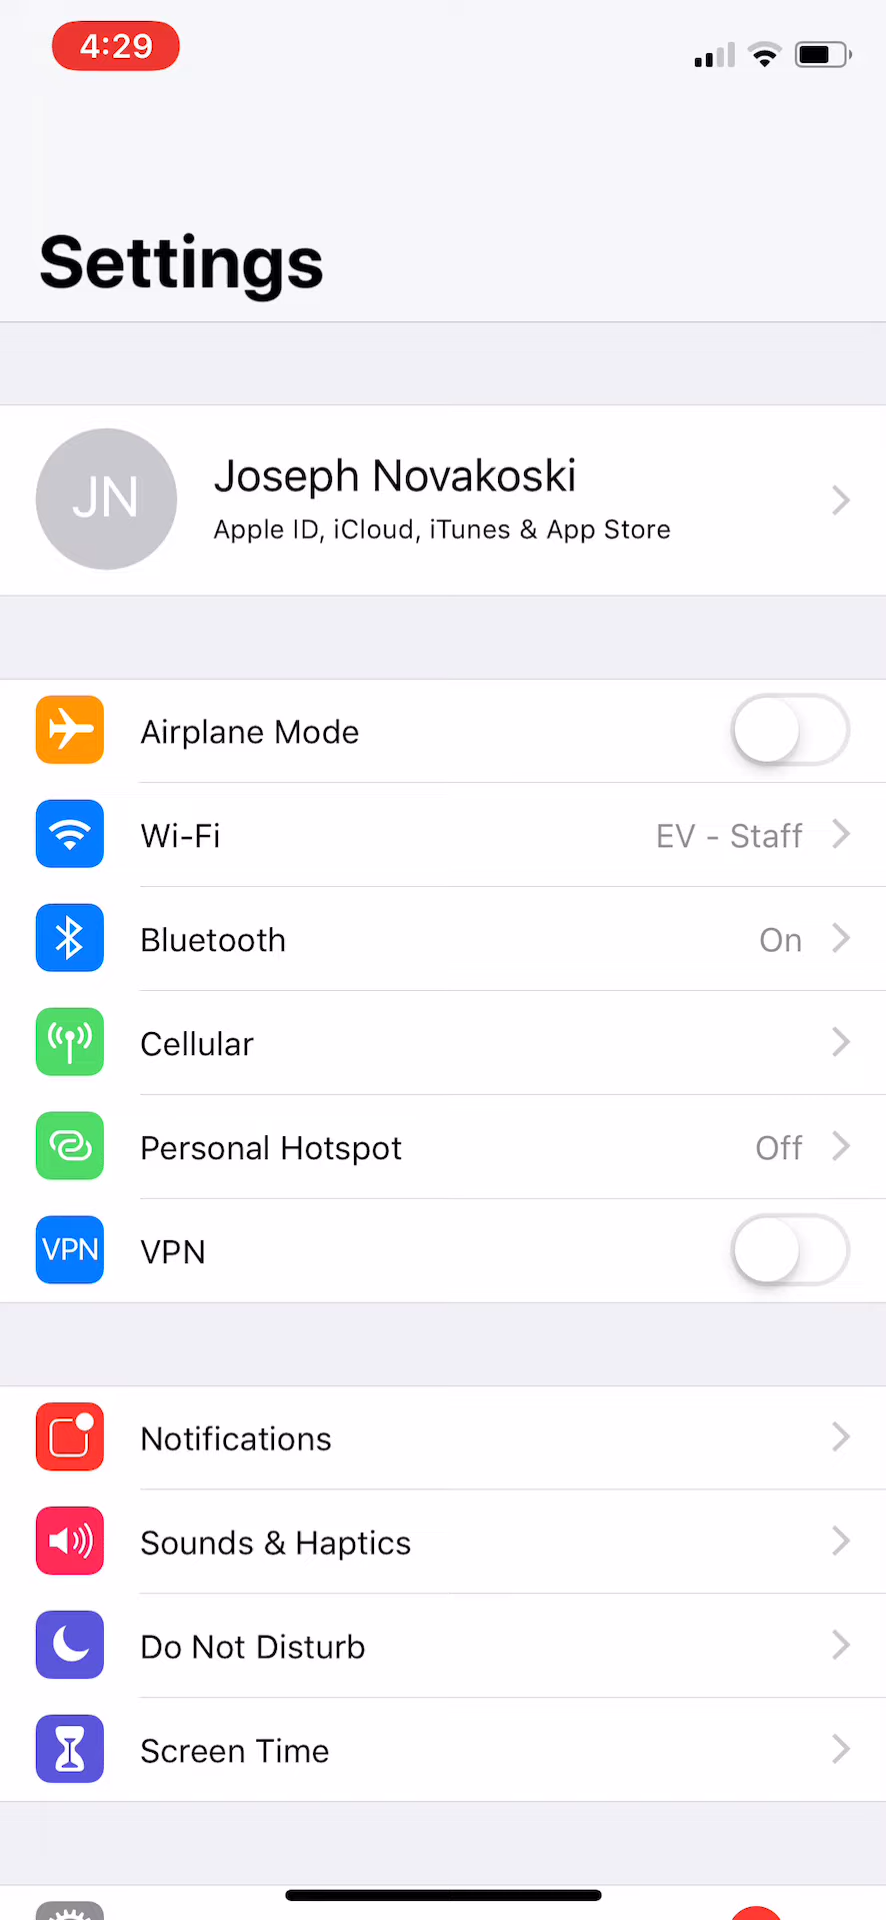 4:29
Settings
JN
Joseph Novakoski
Apple ID, iCloud, iTunes & App Store
Airplane Mode
Wi-Fi EV - Staff
Bluetooth On
Cellular
Personal Hotspot Off
VPN VPN
Notifications
Sounds & Haptics
Do Not Disturb
Screen Time